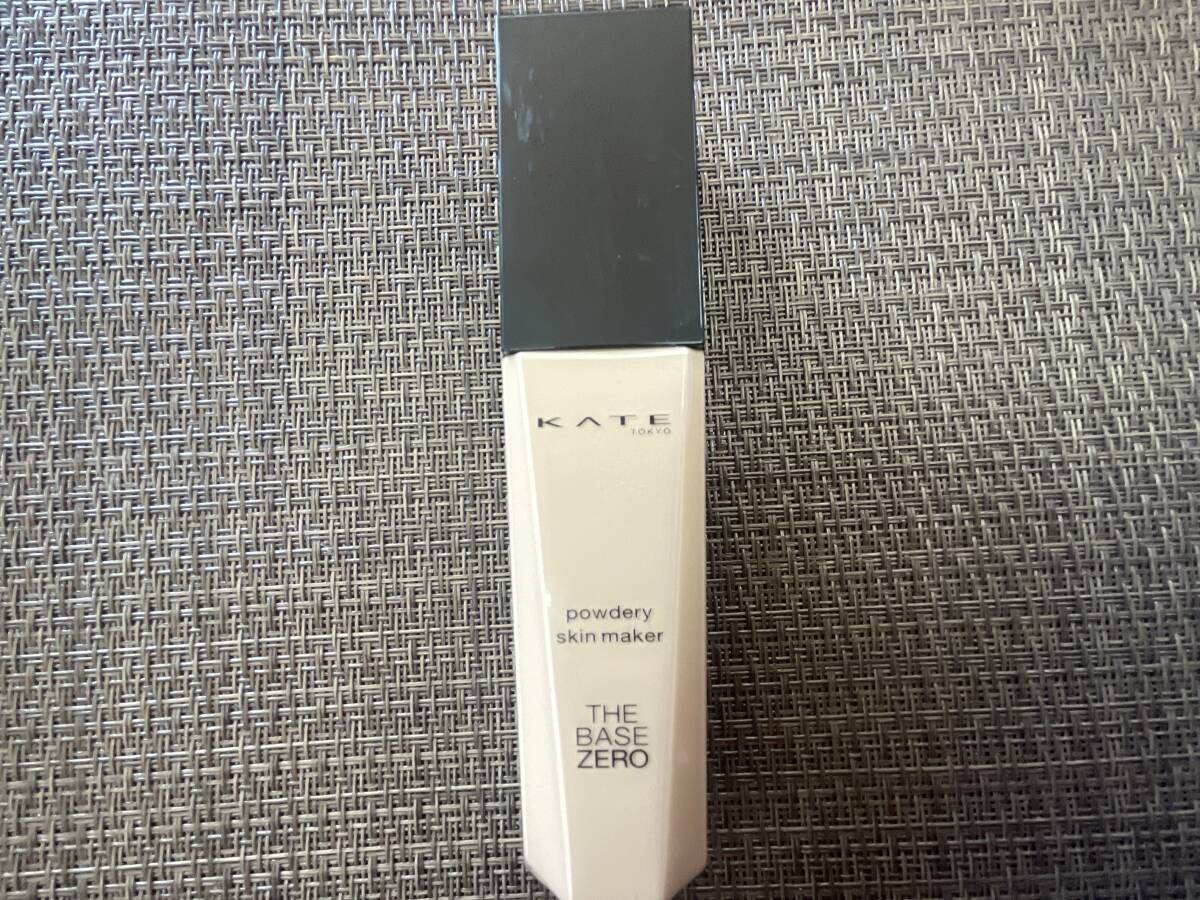 KATE
TOKYO
powdery
skin maker
THE
BASE
ZERO